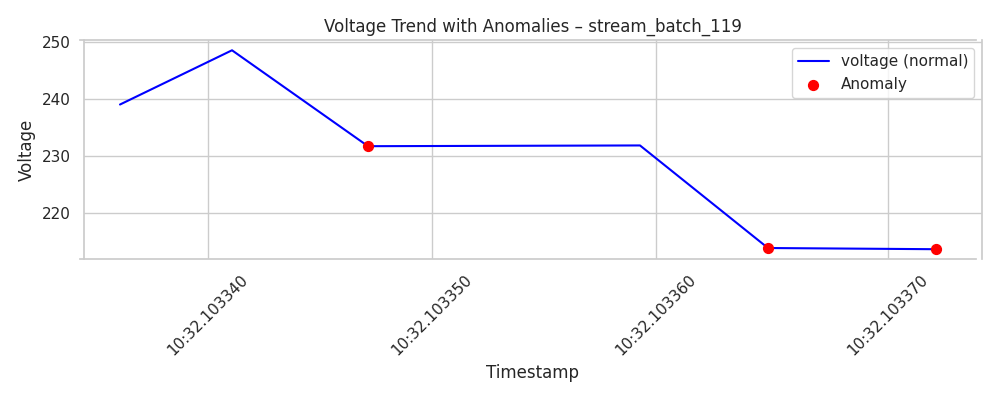 Voltage Trend with Anomalies – stream_batch_119
voltage (normal)
Anomaly
Voltage
250
240
230
220
10:32.103340
10:32.103350
10:32.103360
10:32.103370
Timestamp